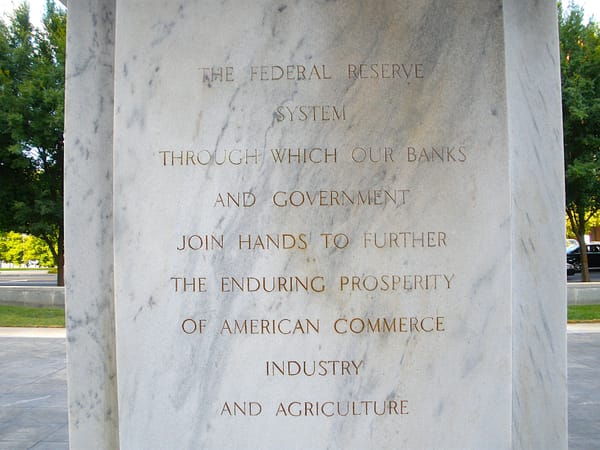 THE FEDERAL RESERVE
SYSTEM
THROUGH WHICH OUR BANKS
AND GOVERNMENT
JOIN HANDS TO FURTHER
THE ENDURING PROSPERITY
OF AMERICAN COMMERCE
INDUSTRY
AND AGRICULTURE